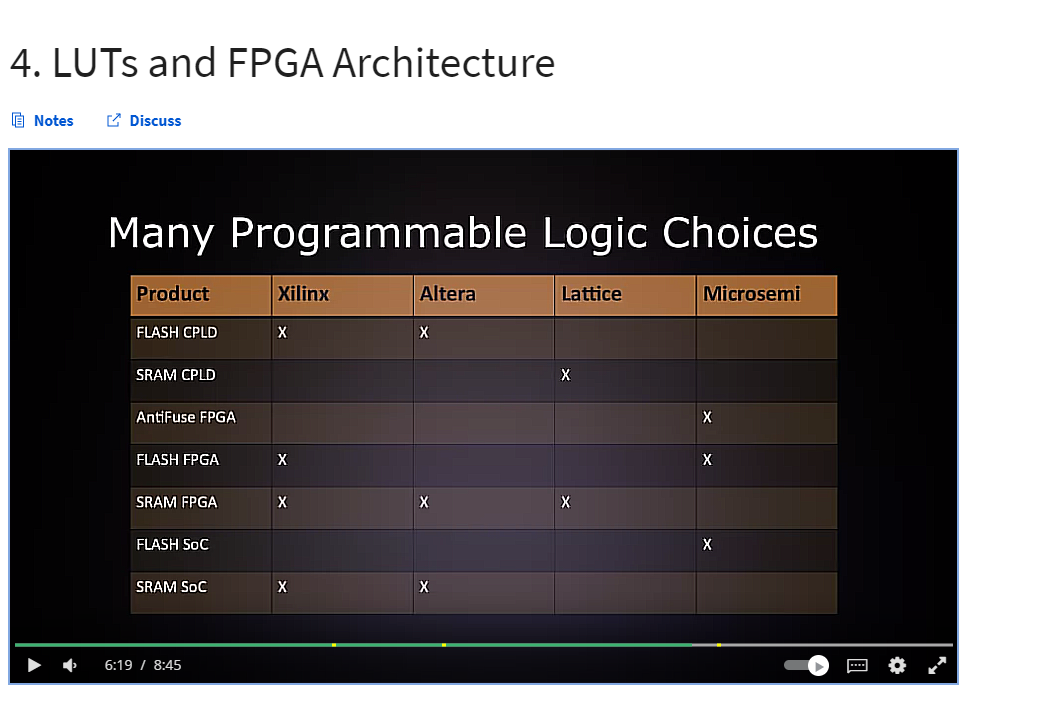 4. LUTs and FPGA Architecture
Notes Discuss
Many Programmable Logic Choices
Product Xilinx Altera Lattice Microsemi
FLASH CPLD X X
SRAM CPLD X
AntiFuse FPGA X
FLASH FPGA X X
SRAM FPGA X X X
FLASH SoC X
SRAM SoC X X
6:19 / 8:45